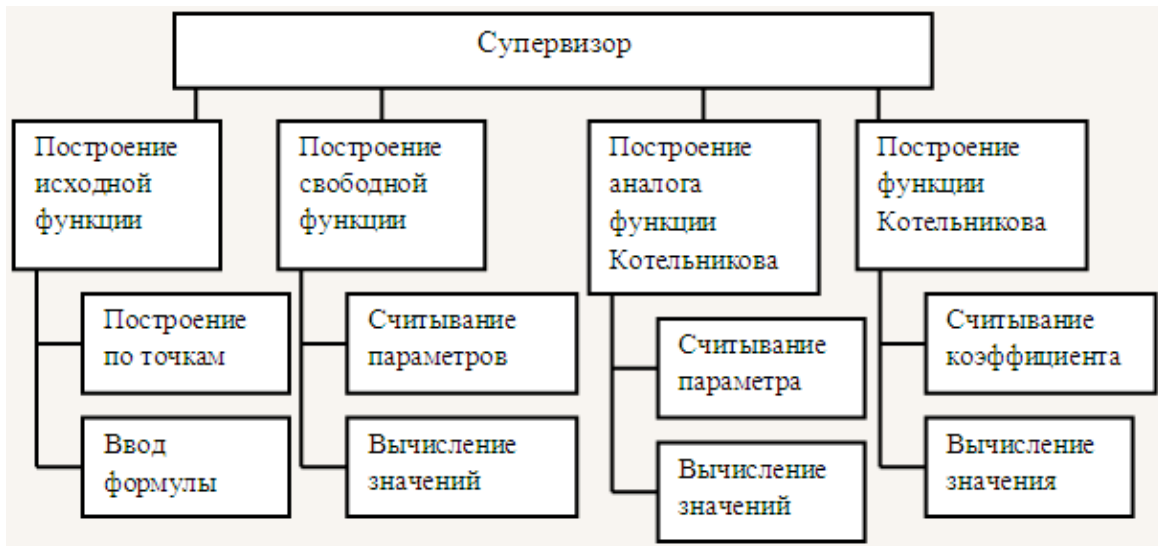 Супервизор
Построение
исходной
функции
Построение
свободной
функции
Построение
аналога
функции
Котельникова
Построение
функции
Котельникова
Построение
по точкам
Ввод
формулы
Считывание
параметров
Вычисление
значений
Считывание
параметра
Вычисление
значений
Считывание
коэффициента
Вычисление
значения